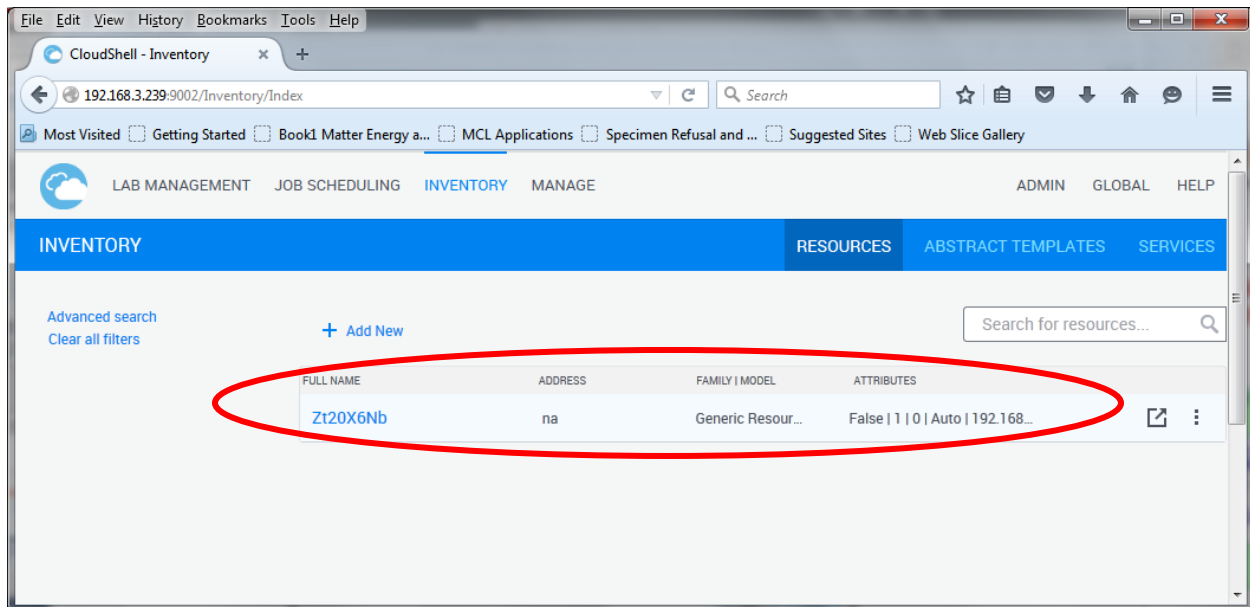 File Edit View History Bookmarks Tools Help
CloudShell - Inventory
192.168.3.239:9002/Inventory/Index Search
Most Visited Getting Started Book1 Matter Energy a... MCL Applications Specimen Refusal and ... Suggested Sites Web Slice Gallery
LAB MANAGEMENT JOB SCHEDULING INVENTORY MANAGE ADMIN GLOBAL HELP
INVENTORY RESOURCES ABSTRACT TEMPLATES SERVICES
Advanced search
Clear all filters
+ Add New
Search for resources...
FULL NAME ADDRESS FAMILY | MODEL ATTRIBUTES
Zt20X6Nb na Generic Resour... False | 1 | 0 | Auto | 192.168...